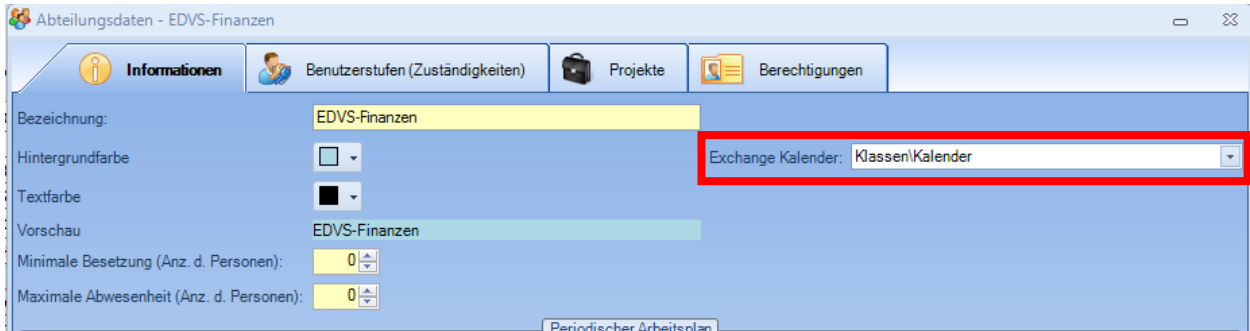 Abteilungsdaten - EDVS-Finanzen
Informationen Benutzerstufen (Zuständigkeiten) Projekte Berechtigungen
Bezeichnung: EDVS-Finanzen
Hintergrundfarbe Exchange Kalender: Klassen\Kalender
Textfarbe
Vorschau EDVS-Finanzen
Minimale Besetzung (Anz. d. Personen): 0
Maximale Abwesenheit (Anz. d. Personen): 0
Periodischer Arbeitsplan